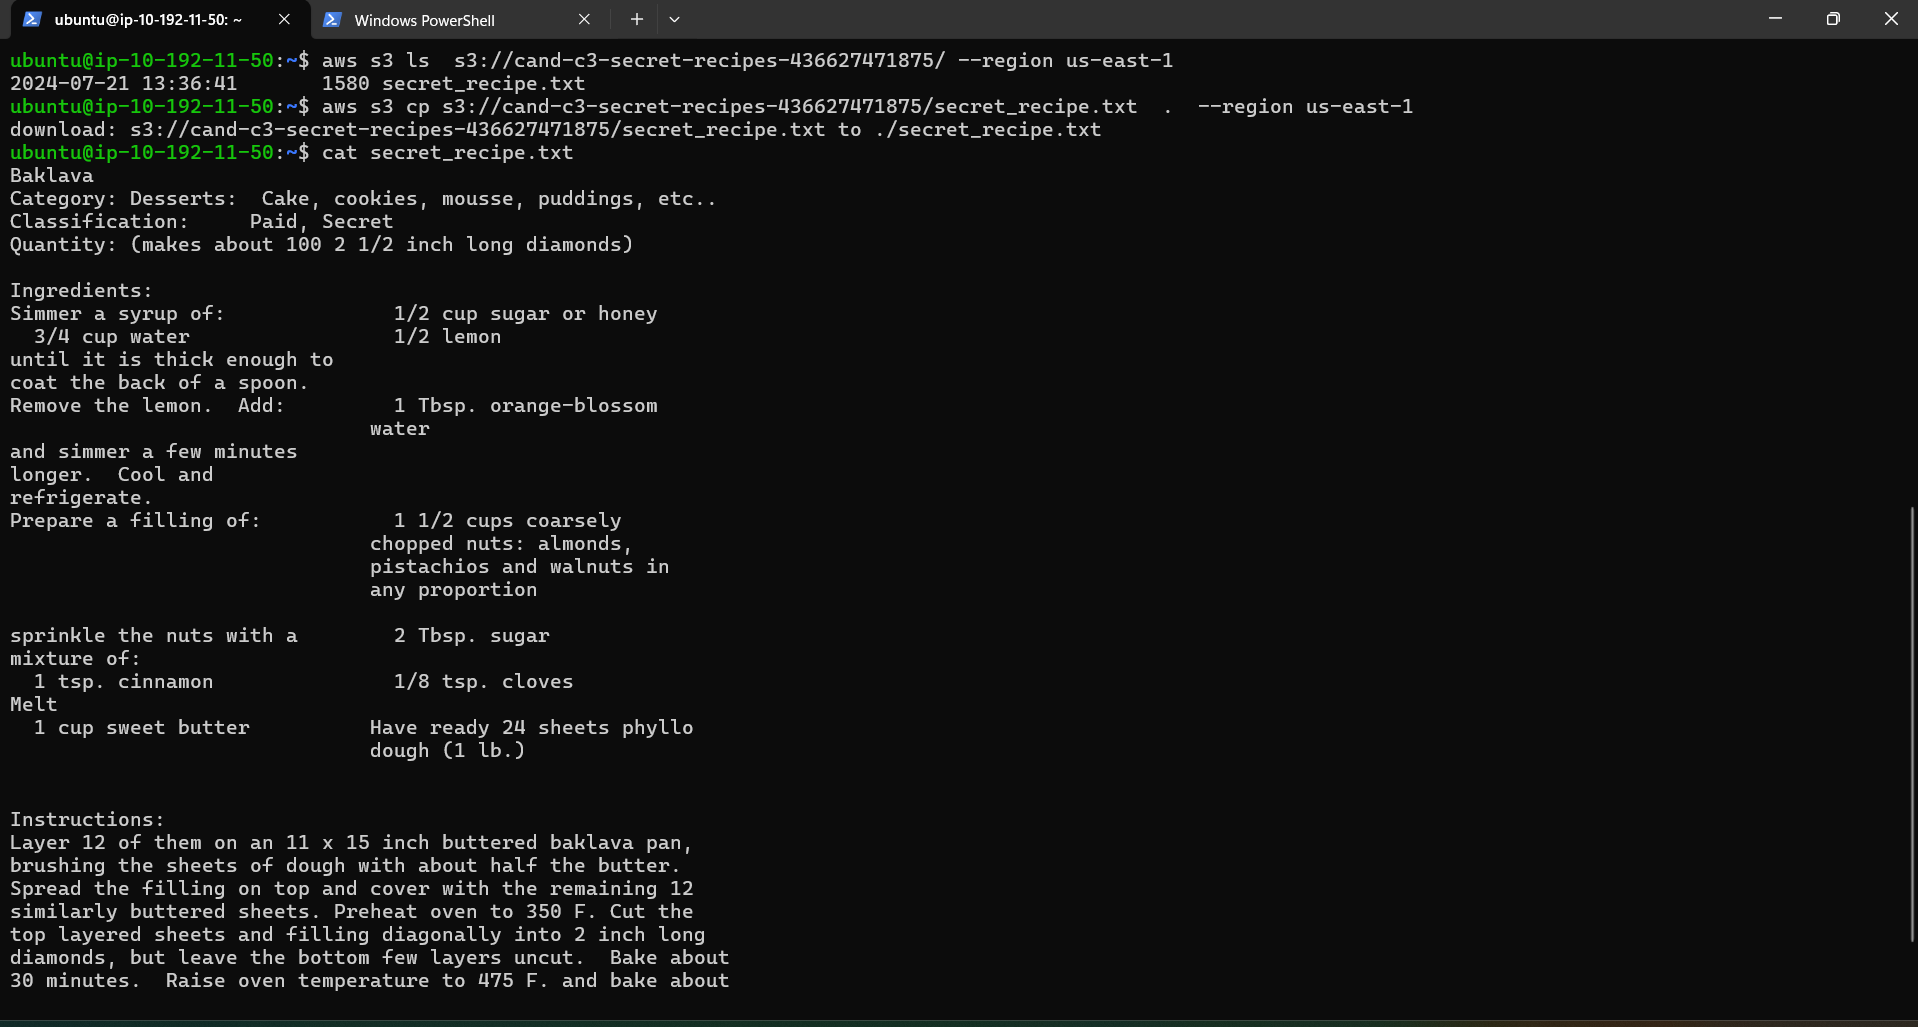 ubuntu@ip-10-192-11-50: ~
Windows PowerShell
ubuntu@ip-10-192-11-50:~$ aws s3 ls  s3://cand-c3-secret-recipes-436627471875/ --region us-east-1
2024-07-21 13:36:41       1580 secret_recipe.txt
ubuntu@ip-10-192-11-50:~$ aws s3 cp s3://cand-c3-secret-recipes-436627471875/secret_recipe.txt  .  --region us-east-1
download: s3://cand-c3-secret-recipes-436627471875/secret_recipe.txt to ./secret_recipe.txt
ubuntu@ip-10-192-11-50:~$ cat secret_recipe.txt
Baklava
Category: Desserts:  Cake, cookies, mousse, puddings, etc..
Classification:     Paid, Secret
Quantity: (makes about 100 2 1/2 inch long diamonds)
Ingredients:
Simmer a syrup of:              1/2 cup sugar or honey
  3/4 cup water                 1/2 lemon
until it is thick enough to
coat the back of a spoon.
Remove the lemon.  Add:         1 Tbsp. orange-blossom
                              water
and simmer a few minutes
longer.  Cool and
refrigerate.
Prepare a filling of:           1 1/2 cups coarsely
                              chopped nuts: almonds,
                              pistachios and walnuts in
                              any proportion
sprinkle the nuts with a        2 Tbsp. sugar
mixture of:
  1 tsp. cinnamon               1/8 tsp. cloves
Melt
  1 cup sweet butter          Have ready 24 sheets phyllo
                              dough (1 lb.)
Instructions:
Layer 12 of them on an 11 x 15 inch buttered baklava pan,
brushing the sheets of dough with about half the butter.
Spread the filling on top and cover with the remaining 12
similarly buttered sheets. Preheat oven to 350 F. Cut the
top layered sheets and filling diagonally into 2 inch long
diamonds, but leave the bottom few layers uncut.  Bake about
30 minutes.  Raise oven temperature to 475 F. and bake about